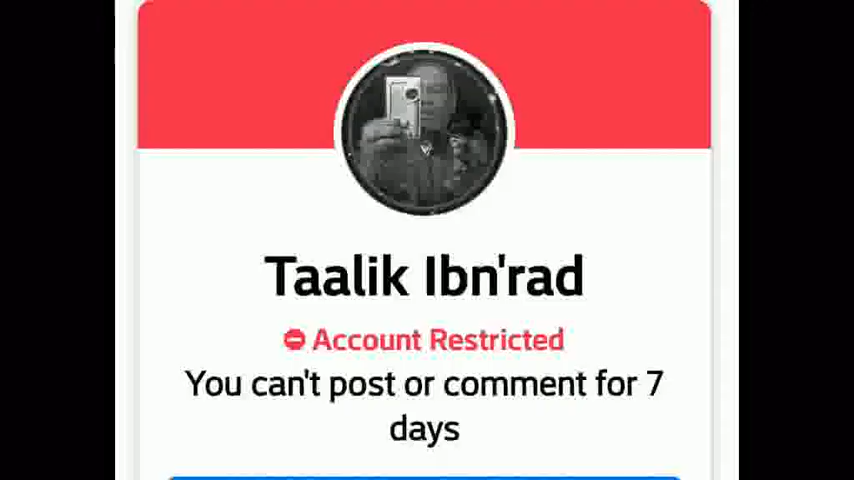 Taalik Ibn'rad
Account Restricted
You can't post or comment for 7
days